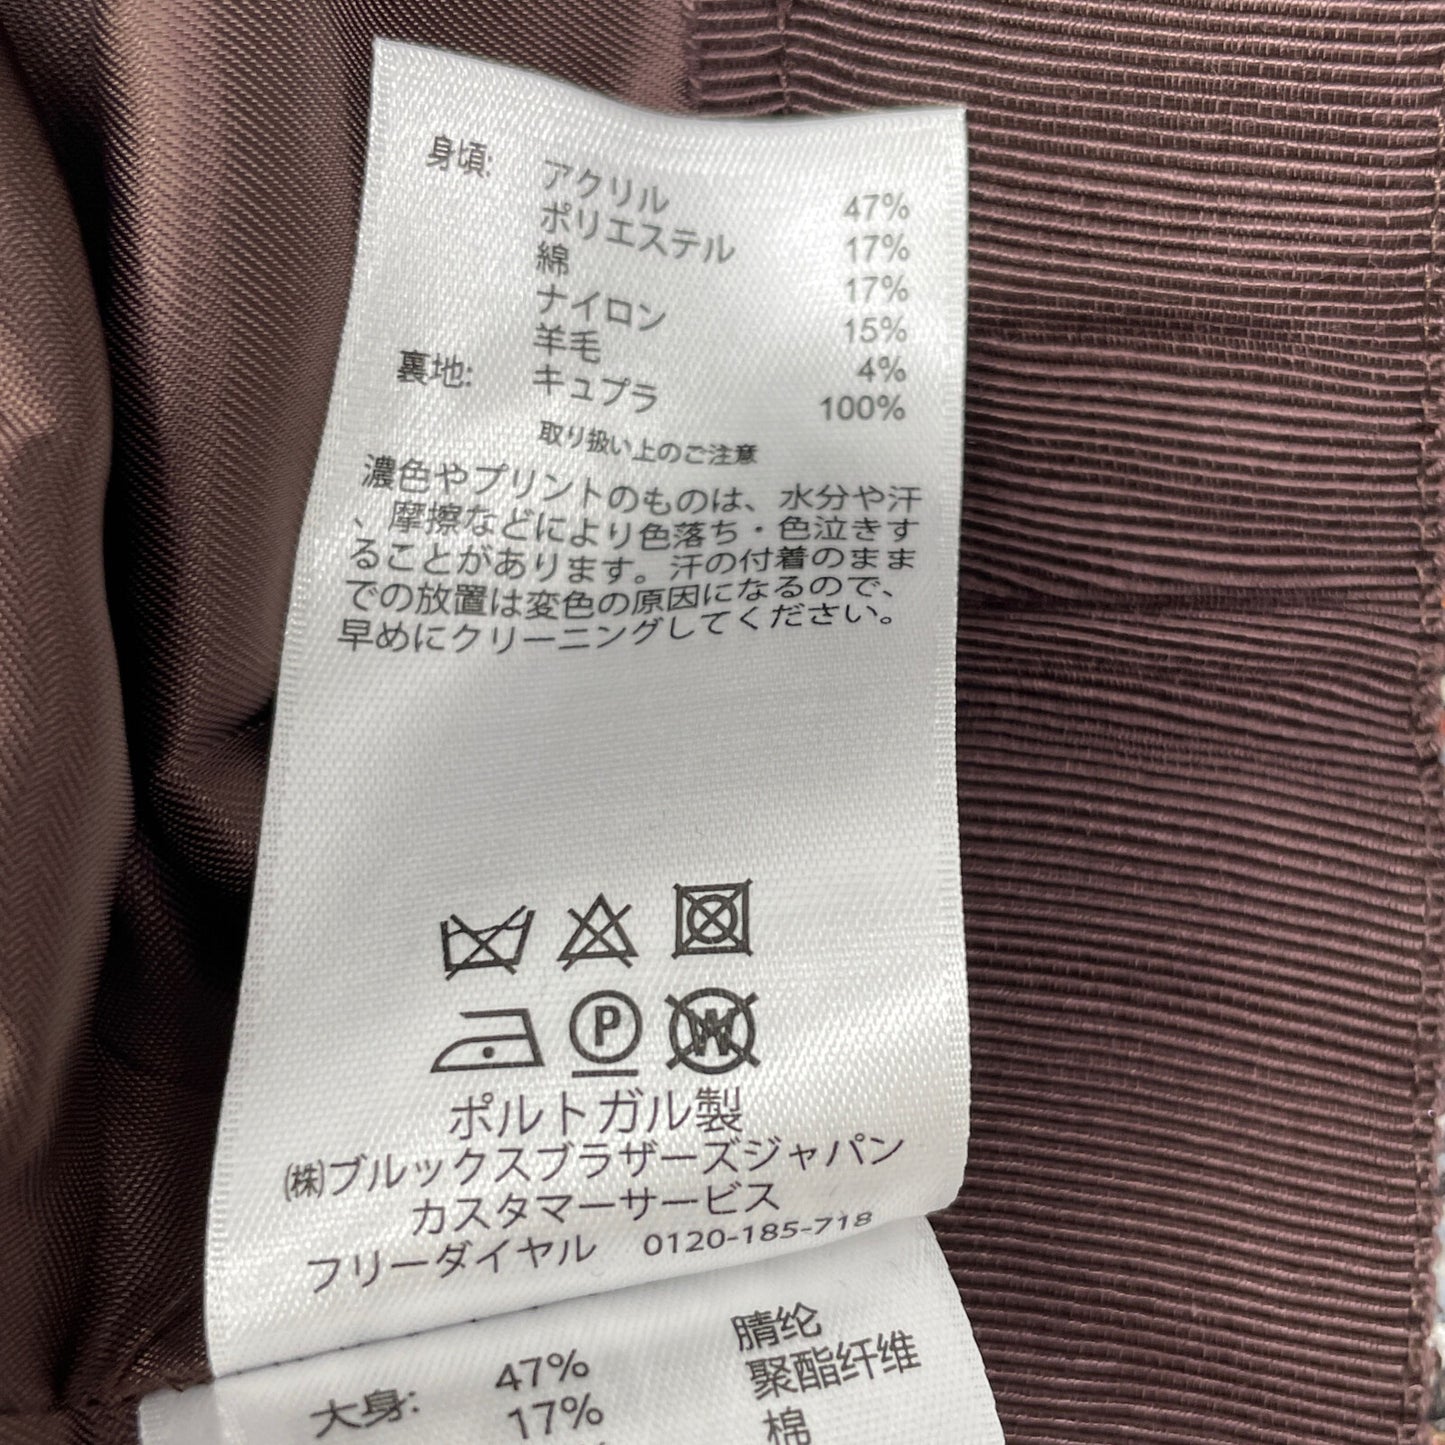 身頃: アクリル 47%
ポリエステル 17%
綿 17%
ナイロン 15%
羊毛 4%
裏地: キュプラ 100%
取り扱い上のご注意
濃色やプリントのものは、水分や汗
、摩擦などにより色落ち・色泣きす
ることがあります。汗の付着のまま
での放置は変色の原因になるので、
早めにクリーニングしてください。
P W
ポルトガル製
㈱ブルックスブラザーズジャパン
カスタマーサービス
フリーダイヤル 0120-185-718
大身: 47% 腈纶
17% 聚酯纤维
棉